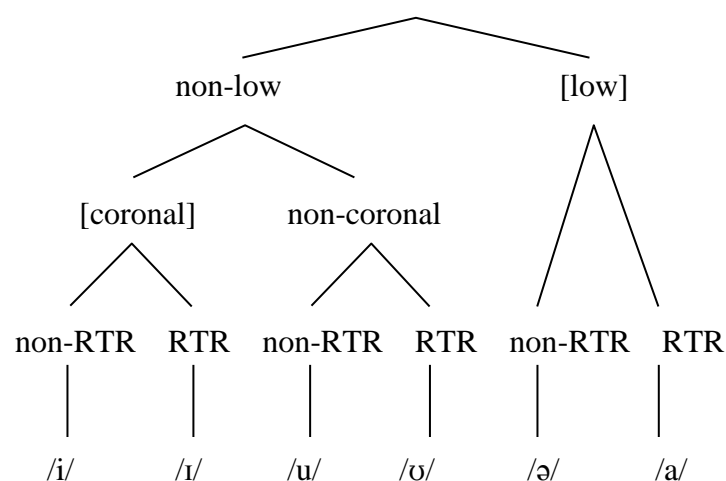 non-low [low]
[coronal] non-coronal
non-RTR RTR non-RTR RTR non-RTR RTR
/i/ /ɪ/ /u/ /ʊ/ /ə/ /a/